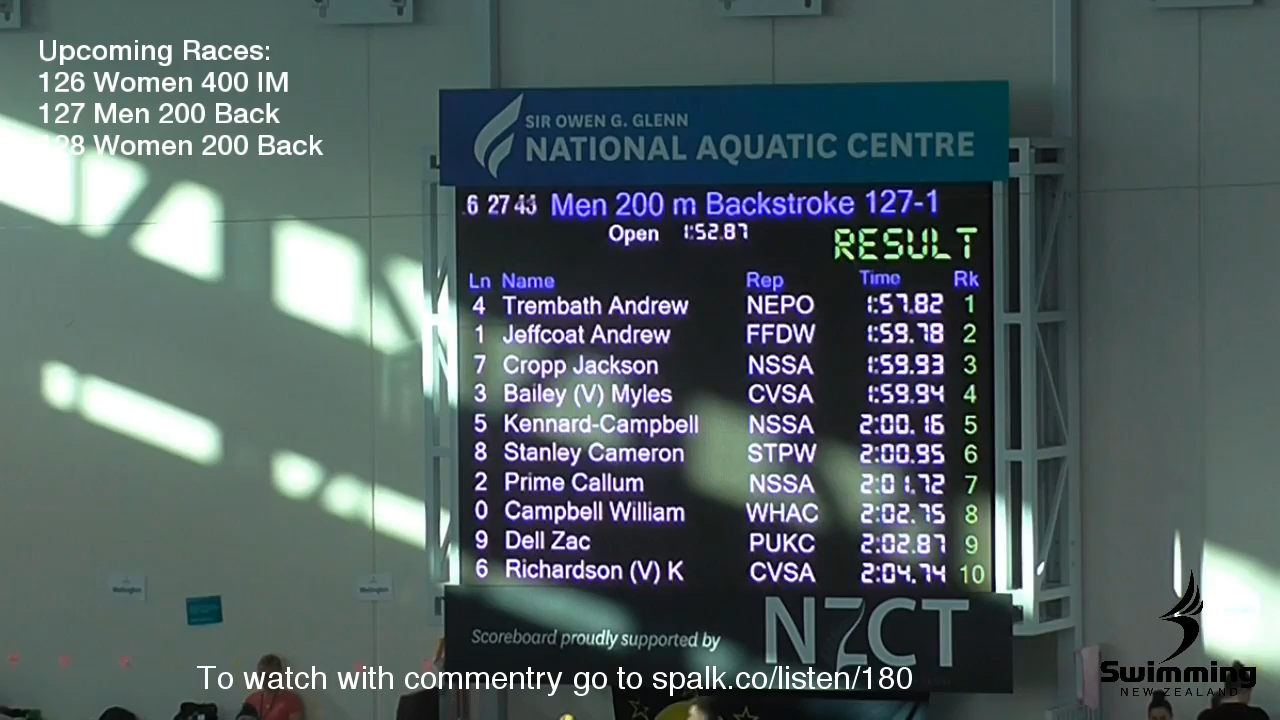 Upcoming Races:
126 Women 400 IM
127 Men 200 Back
128 Women 200 Back
SIR OWEN G. GLENN
NATIONAL AQUATIC CENTRE
Men 200 m Backstroke 127-1
Open 1:52.87
RESULT
Ln Name Rep Time Rk
4 Trembath Andrew NEPO 1:57.82 1
1 Jeffcoat Andrew FFDW 1:59.78 2
7 Cropp Jackson NSSA 1:59.93 3
3 Bailey (V) Myles CVSA 1:59.94 4
5 Kennard-Campbell NSSA 2:00.16 5
8 Stanley Cameron STPW 2:00.95 6
2 Prime Callum NSSA 2:01.72 7
0 Campbell William WHAC 2:02.75 8
9 Dell Zac PUKC 2:02.87 9
6 Richardson (V) K CVSA 2:04.74 10
Scoreboard proudly supported by
NZCT
To watch with commentry go to spalk.co/listen/180
Swimming
NEW ZEALAND